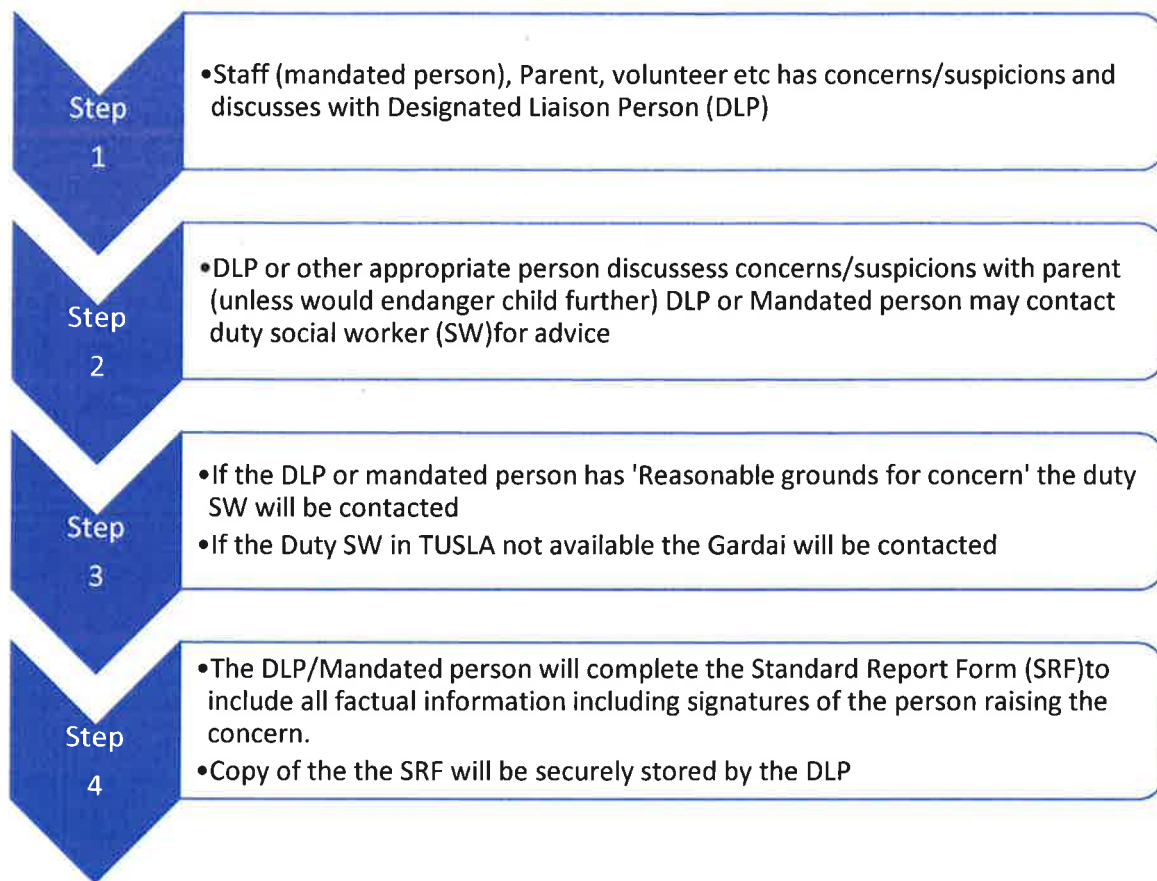 Step
1
•Staff (mandated person), Parent, volunteer etc has concerns/suspicions and
discusses with Designated Liaison Person (DLP)
Step
2
•DLP or other appropriate person discussess concerns/suspicions with parent
(unless would endanger child further) DLP or Mandated person may contact
duty social worker (SW)for advice
Step
3
•If the DLP or mandated person has 'Reasonable grounds for concern' the duty
SW will be contacted
•If the Duty SW in TUSLA not available the Gardai will be contacted
Step
4
•The DLP/Mandated person will complete the Standard Report Form (SRF)to
include all factual information including signatures of the person raising the
concern.
•Copy of the the SRF will be securely stored by the DLP